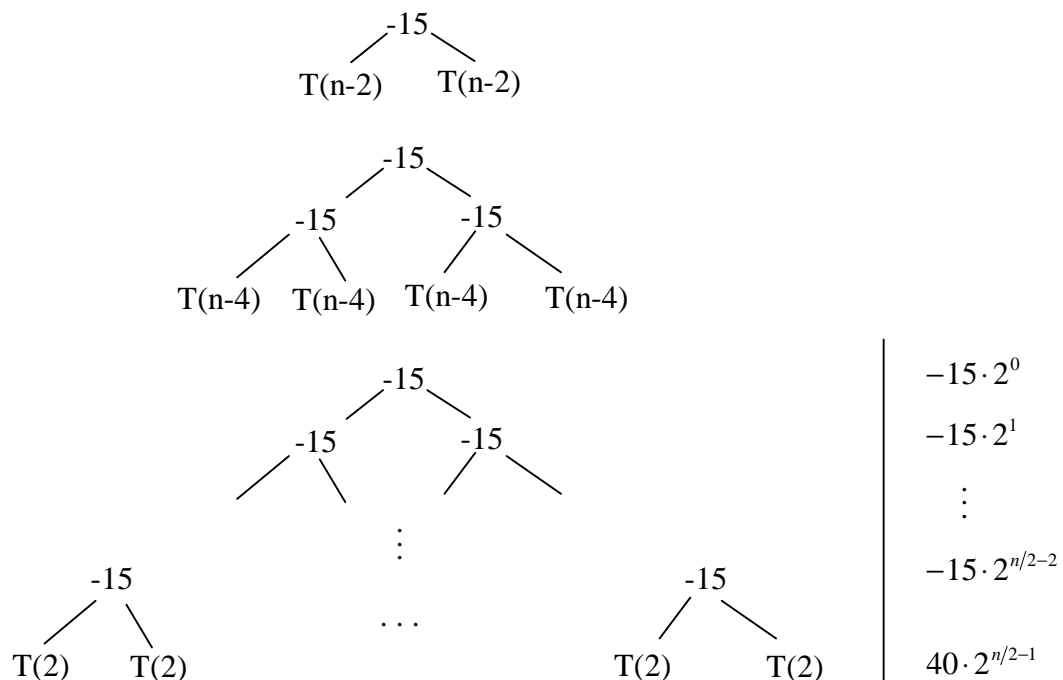 -15
T(n-2) T(n-2)
-15
-15 -15
T(n-4) T(n-4) T(n-4) T(n-4)
-15 −15·2^0
-15 -15 −15·2^1
⋮ ⋮
-15 -15 −15·2^{n/2−2}
...
T(2) T(2) T(2) T(2) 40·2^{n/2−1}